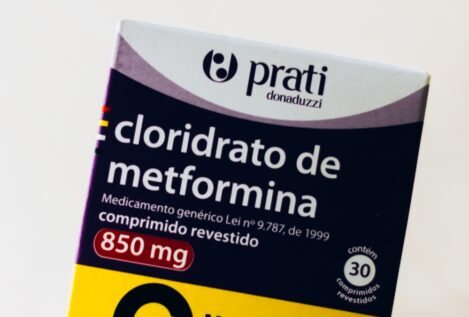 prati
donaduzzi
cloridrato de
metformina
Medicamento genérico Lei nº 9.787, de 1999
comprimido revestido
850 mg
contém
30
comprimidos
revestidos